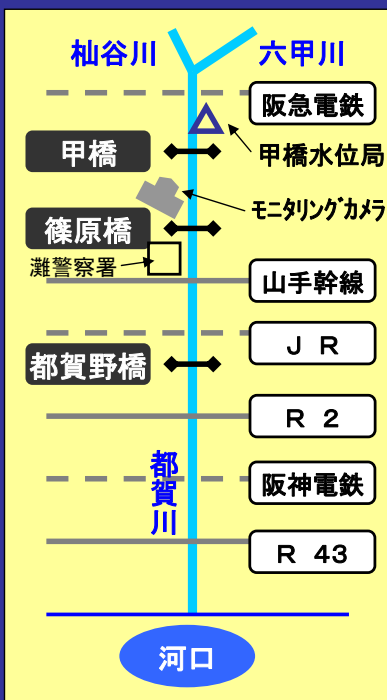 杣谷川
六甲川
阪急電鉄
甲橋
甲橋水位局
モニタリングカメラ
篠原橋
灘警察署
山手幹線
ＪＲ
都賀野橋
Ｒ２
都賀川
阪神電鉄
Ｒ 43
河口